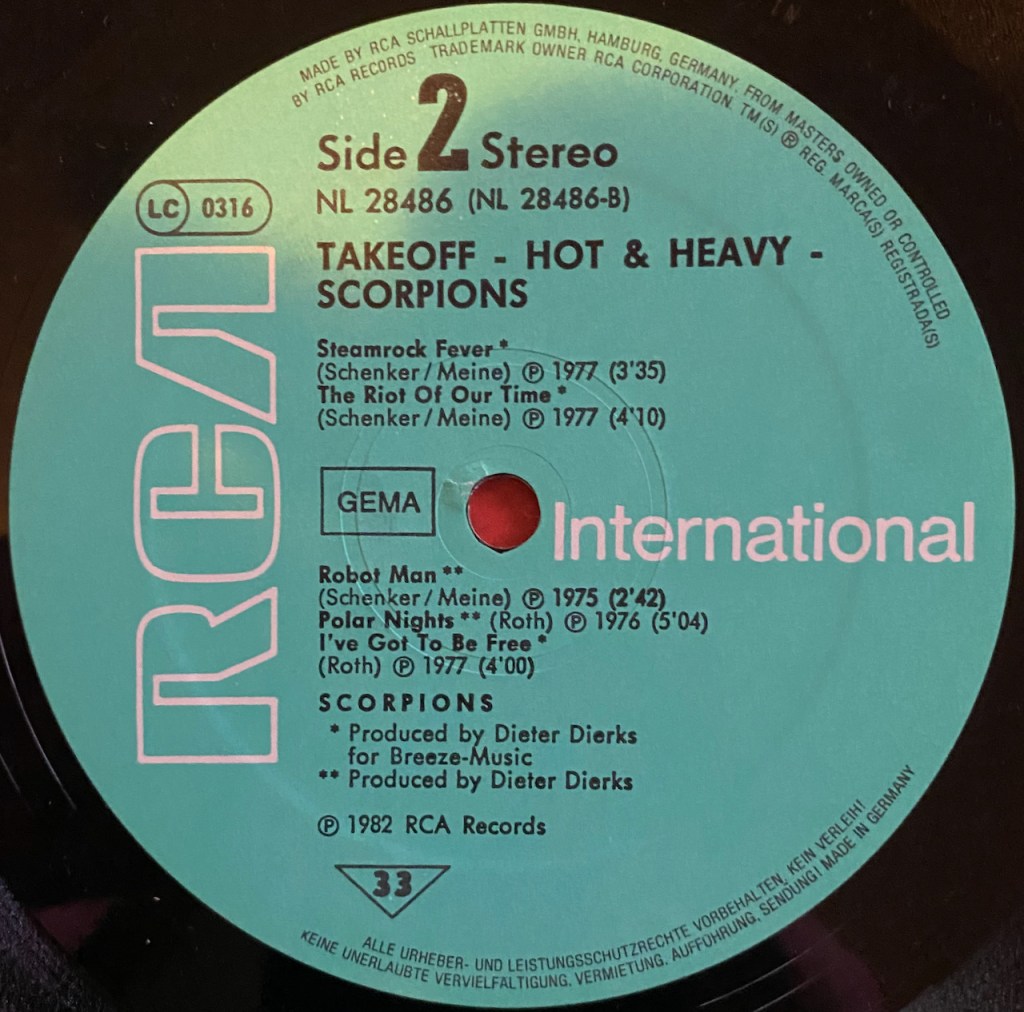 MADE BY RCA SCHALLPLATTEN GMBH, HAMBURG, GERMANY. FROM MASTERS OWNED OR CONTROLLED
BY RCA RECORDS TRADEMARK OWNER RCA CORPORATION. TM(S) ® REG. MARCA(S) REGISTRADA(S)
Side 2 Stereo
NL 28486 (NL 28486-B)
LC 0316
RCA
TAKEOFF - HOT & HEAVY -
SCORPIONS
Steamrock Fever *
(Schenker/Meine) ℗ 1977 (3'35)
The Riot Of Our Time *
(Schenker/Meine) ℗ 1977 (4'10)
GEMA
International
Robot Man **
(Schenker/Meine) ℗ 1975 (2'42)
Polar Nights ** (Roth) ℗ 1976 (5'04)
I've Got To Be Free *
(Roth) ℗ 1977 (4'00)
SCORPIONS
* Produced by Dieter Dierks
for Breeze-Music
** Produced by Dieter Dierks
℗ 1982 RCA Records
33
ALLE URHEBER- UND LEISTUNGSSCHUTZRECHTE VORBEHALTEN. KEIN VERLEIH!
KEINE UNERLAUBTE VERVIELFÄLTIGUNG, VERMIETUNG, AUFFÜHRUNG, SENDUNG! MADE IN GERMANY